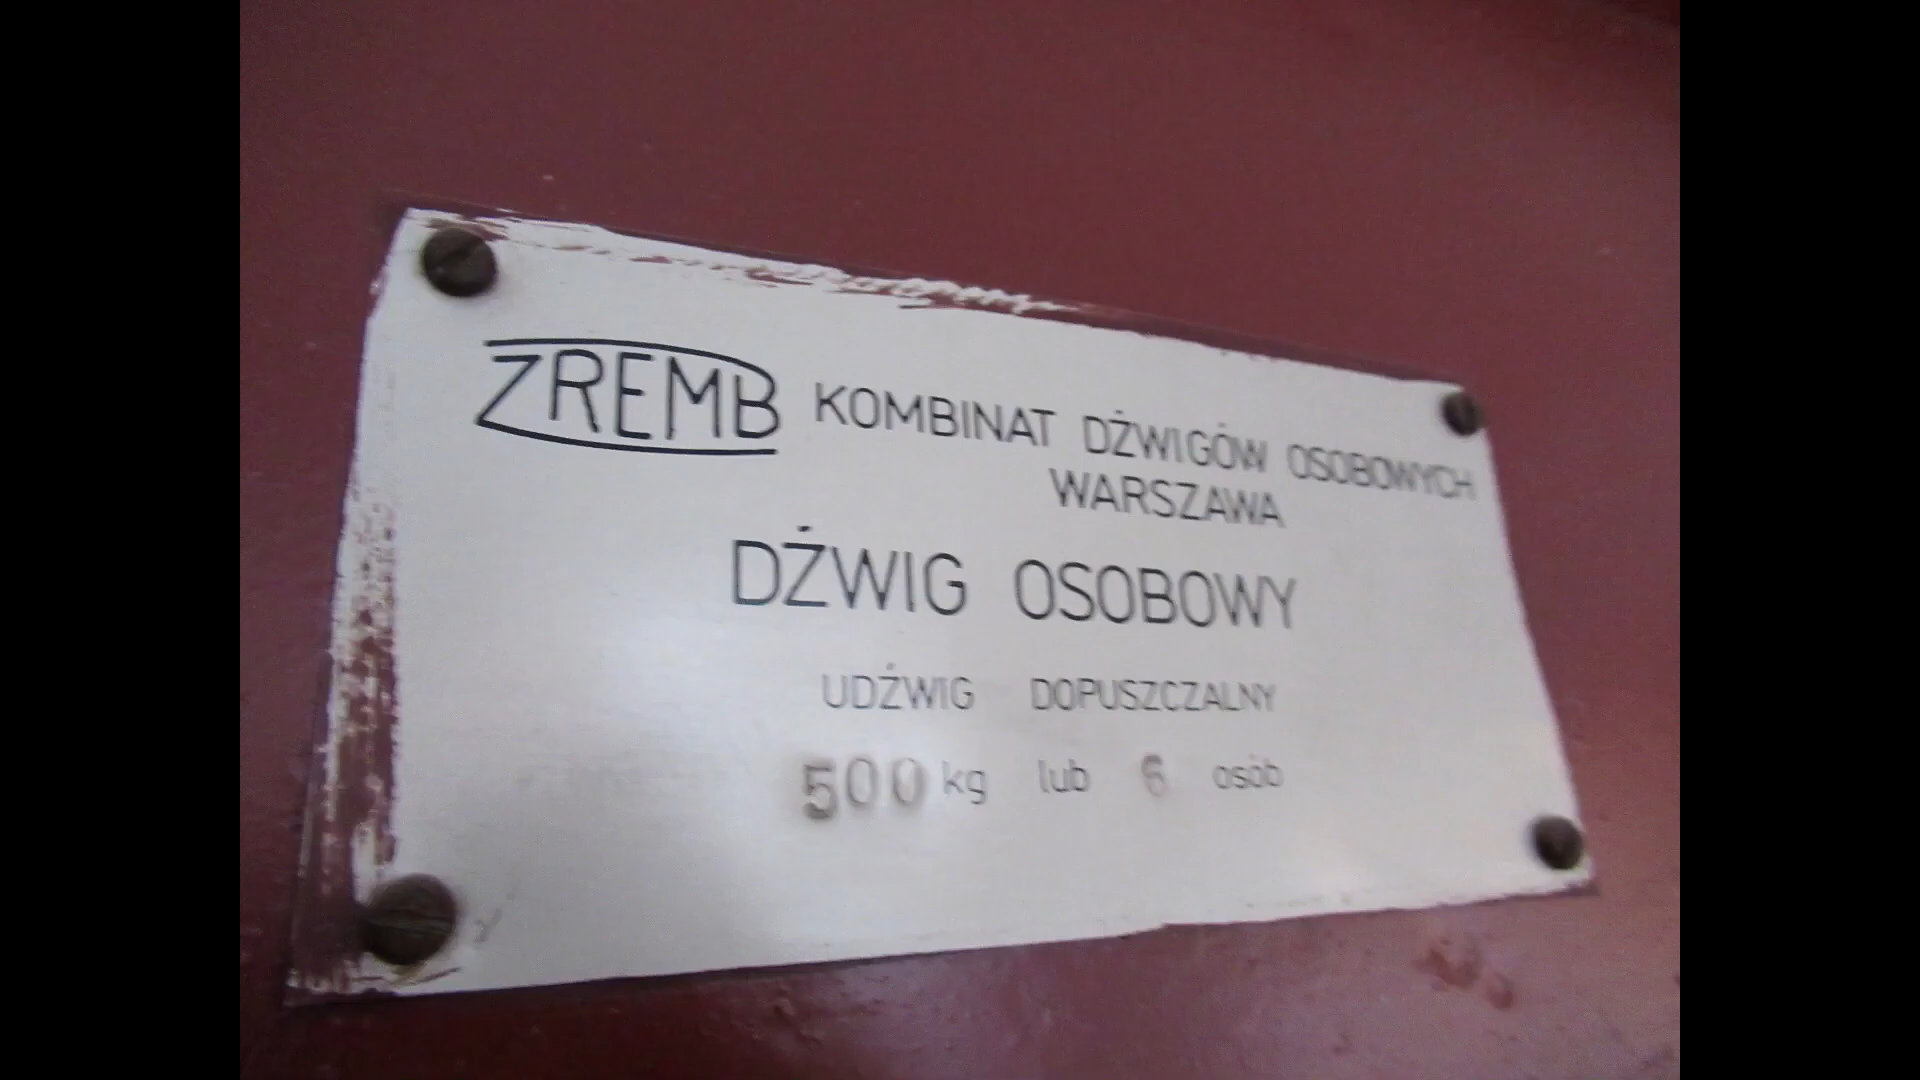 ZREMB KOMBINAT DŹWIGÓW OSOBOWYCH
WARSZAWA
DŹWIG OSOBOWY
UDŹWIG DOPUSZCZALNY
500 kg lub 6 osób